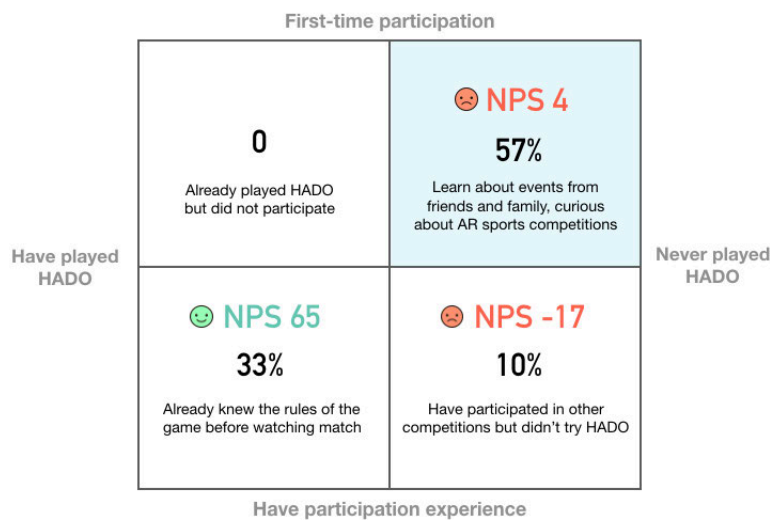 First-time participation
NPS 4
0
57%
Already played HADO
but did not participate
Learn about events from
friends and family, curious
about AR sports competitions
Have played
HADO
Never played
HADO
NPS 65
NPS -17
33%
10%
Already knew the rules of the
game before watching match
Have participated in other
competitions but didn't try HADO
Have participation experience